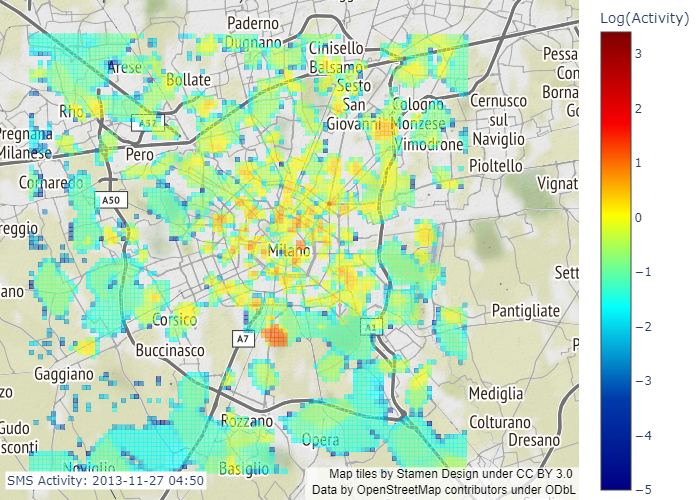 Paderno
Dugnano
Cinisello
Balsamo
Log(Activity)
Arese
Bollate
Sesto
San
Giovanni
Pessa
Con
Borna
Go
Rho
A52
Cologno
Monzese
Cernusco
sul
Naviglio
Pregnana
Milanese
Pero
Vimodrone
Pioltello
Cornaredo
A50
Vignat
reggio
Milano
Sett
ano
Corsico
A7
A1
Pantigliate
Buccinasco
P
Gaggiano
Mediglia
zzo
Rozzano
Colturano
Gudo
sconti
Opera
Dresano
Noviglio
Basiglio
SMS Activity: 2013-11-27 04:50
Map tiles by Stamen Design under CC BY 3.0
Data by OpenStreetMap contributors under ODbL
3
2
1
0
−1
−2
−3
−4
−5